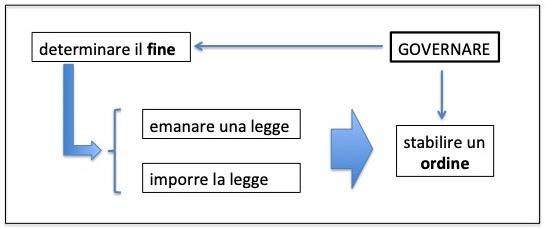 determinare il fine
GOVERNARE
emanare una legge
imporre la legge
stabilire un
ordine